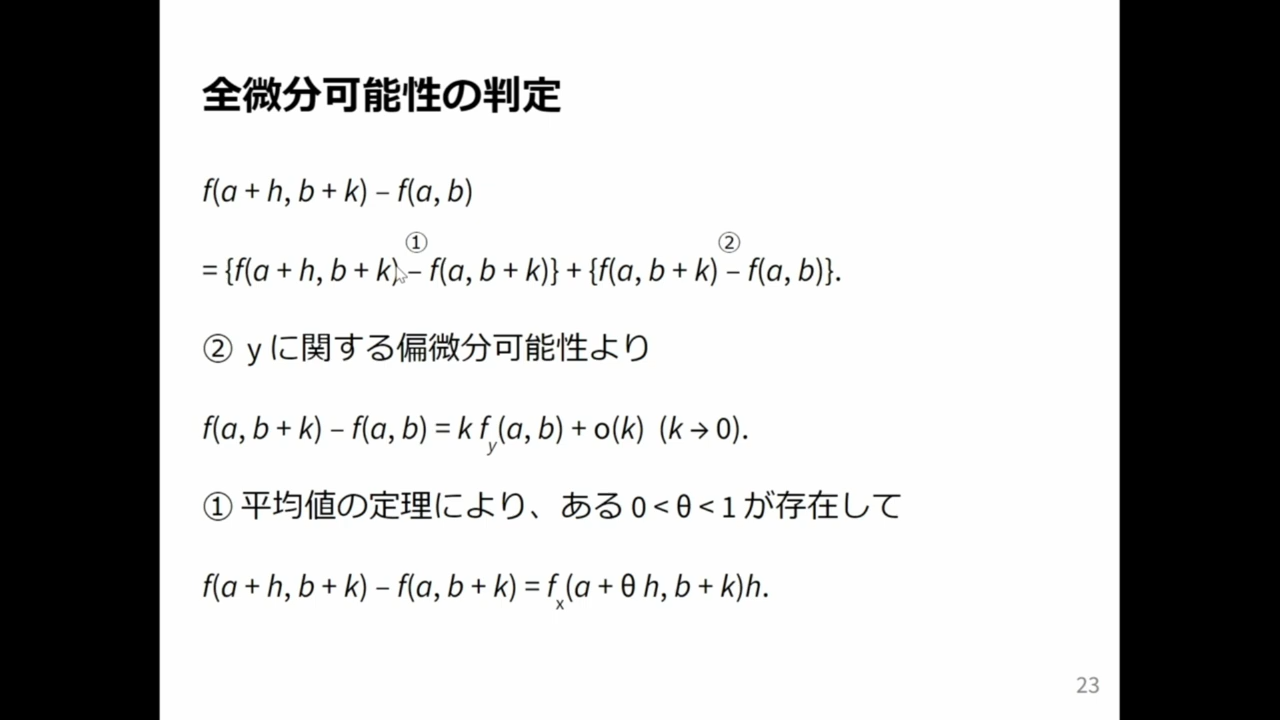 全微分可能性の判定
f(a + h, b + k) – f(a, b)
① ②
= {f(a + h, b + k) – f(a, b + k)} + {f(a, b + k) – f(a, b)}.
② y に関する偏微分可能性より
f(a, b + k) – f(a, b) = k f_y(a, b) + o(k) (k → 0).
① 平均値の定理により、ある 0 < θ < 1 が存在して
f(a + h, b + k) – f(a, b + k) = f_x(a + θ h, b + k)h.
23